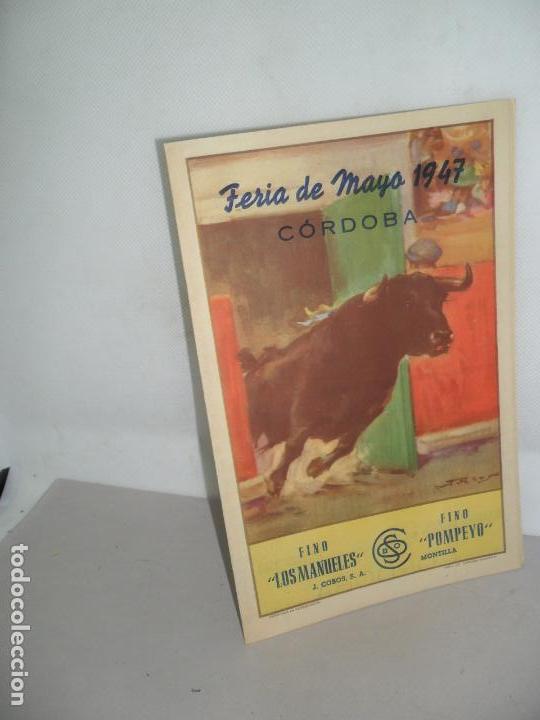 Feria de Mayo 1947
CÓRDOBA
FINO
"LOS MANUELES"
J. COBOS, S. A.
FINO
"POMPEYO"
MONTILLA
todocoleccion